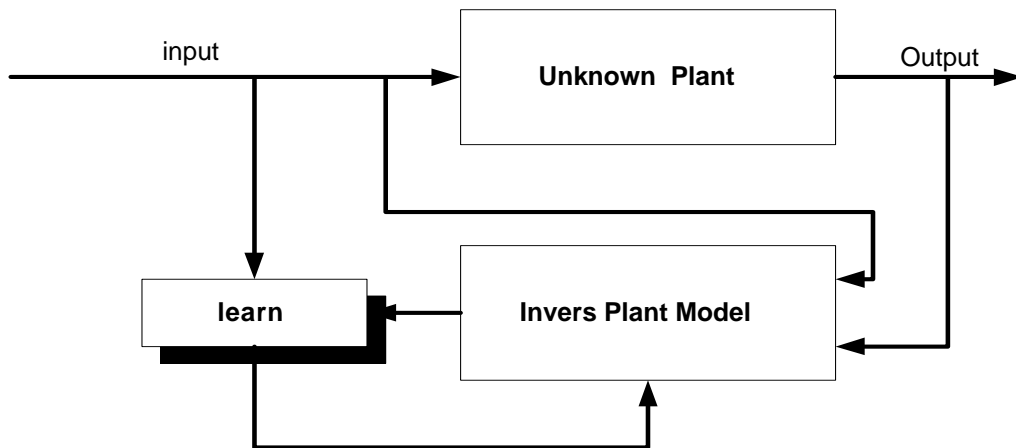 input
Unknown Plant
Output
learn
Invers Plant Model